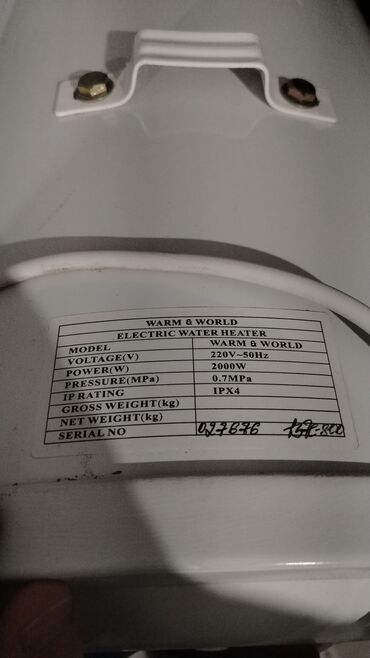 WARM & WORLD
ELECTRIC WATER HEATER
MODEL WARM & WORLD
VOLTAGE(V) 220V~50Hz
POWER(W) 2000W
PRESSURE(MPa) 0.7MPa
IP RATING IPX4
GROSS WEIGHT(kg)
NET WEIGHT(kg)
SERIAL NO 027676